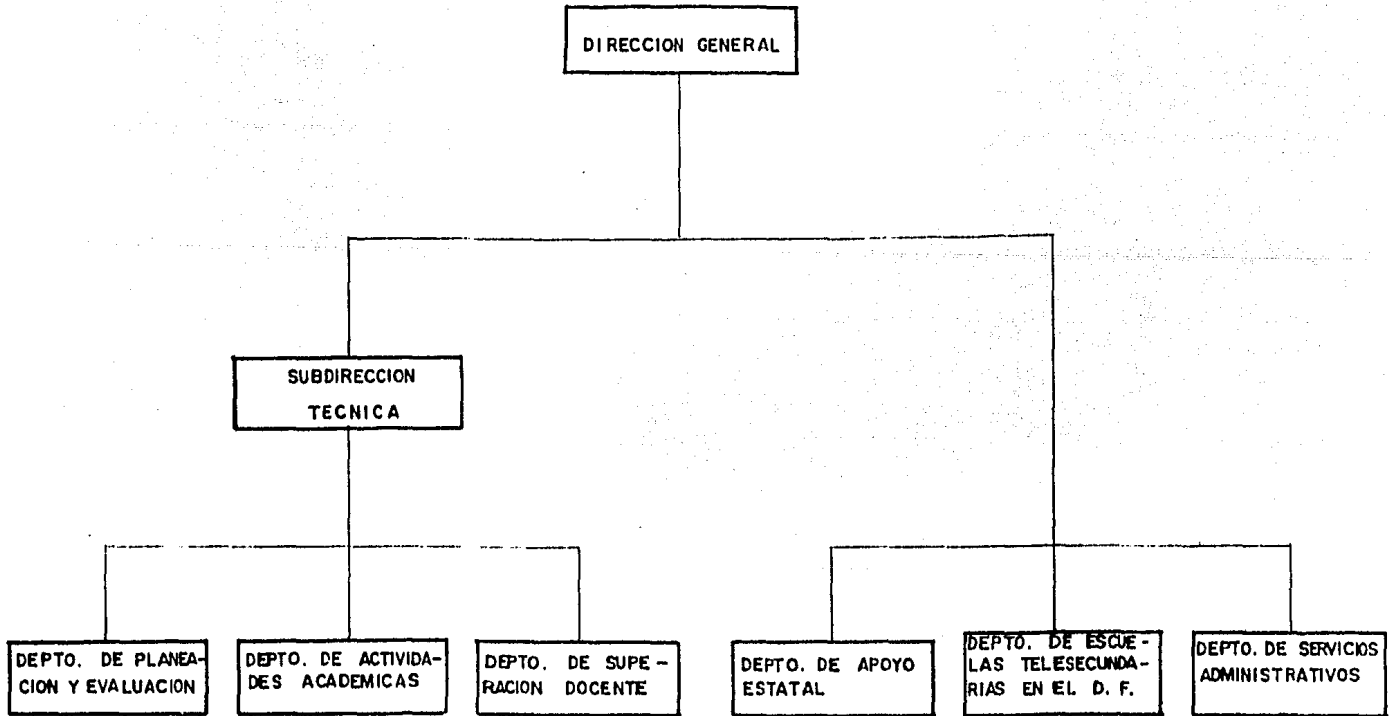 DIRECCION GENERAL
SUBDIRECCION
TECNICA
DEPTO. DE PLANEA-
CION Y EVALUACION
DEPTO. DE ACTIVIDA-
DES ACADEMICAS
DEPTO. DE SUPE-
RACION DOCENTE
DEPTO. DE APOYO
ESTATAL
DEPTO. DE ESCUE-
LAS TELESECUNDA-
RIAS EN EL D. F.
DEPTO. DE SERVICIOS
ADMINISTRATIVOS